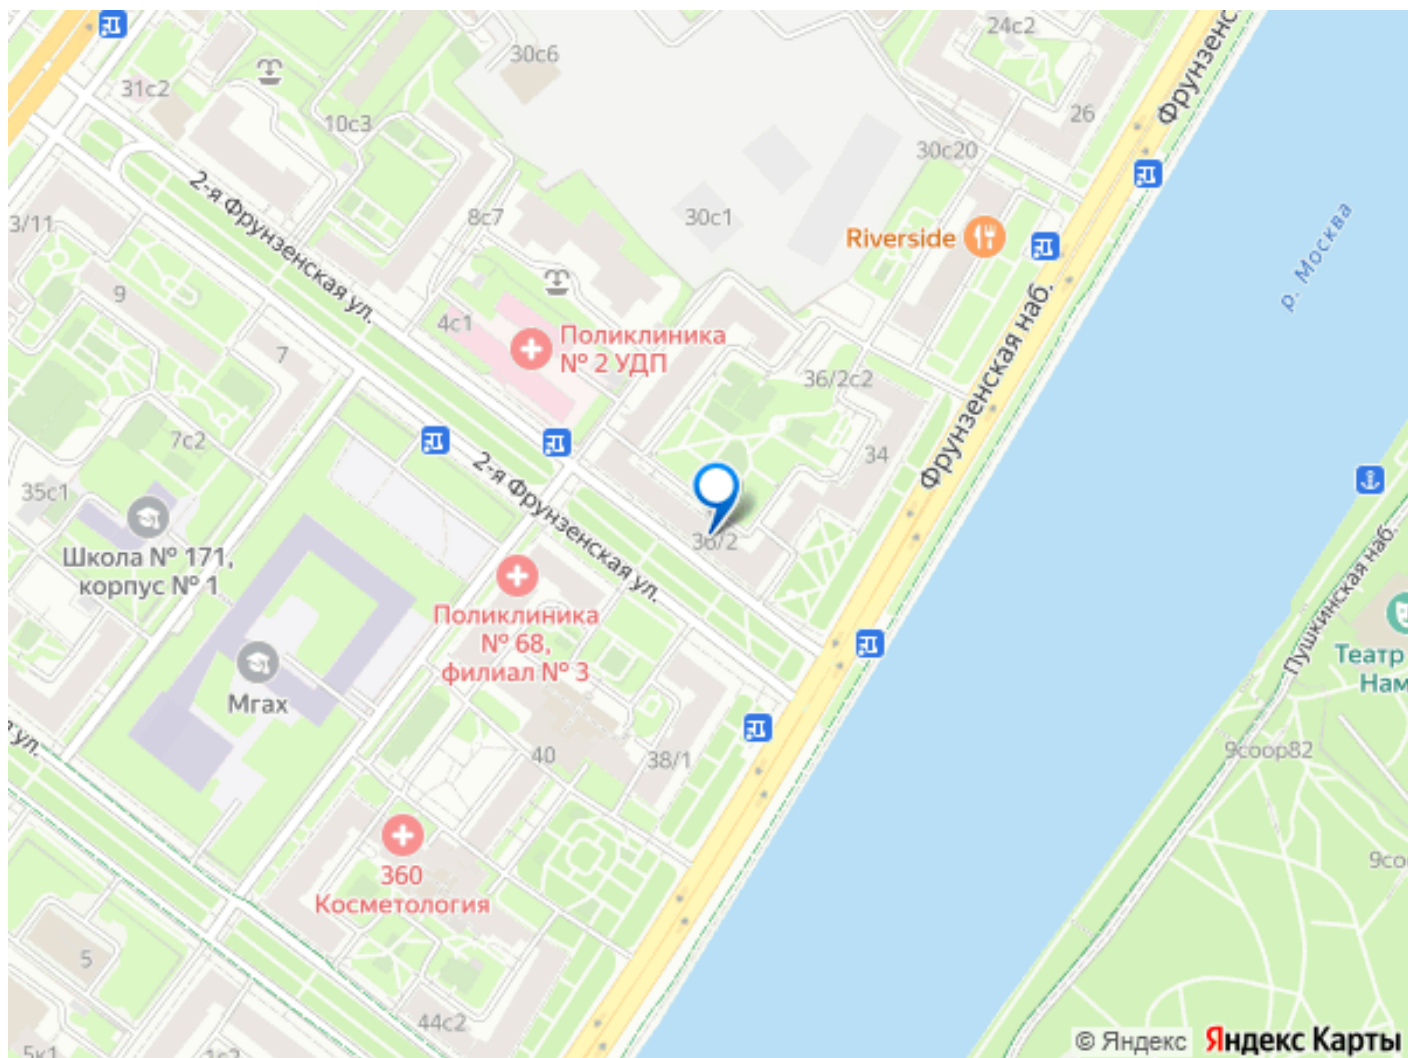 24с2
30с6
Фрунзенс
31с2
26
10с3
30с20
2-я Фрунзенская ул.
8с7
30с1
3/11
Riverside
р. Москва
9
4с1
Поликлиника
№ 2 УДП
Фрунзенская наб.
7
36/2с2
7с2
34
2-я Фрунзенская ул.
35с1
Школа № 171,
корпус № 1
36/2
Поликлиника
№ 68,
филиал № 3
Пушкинская наб.
Театр
Нам
Мгах
ул.
40
38/1
9соор82
360
Косметология
9со
5
44с2
5к1
1с2
© Яндекс
Яндекс Карты